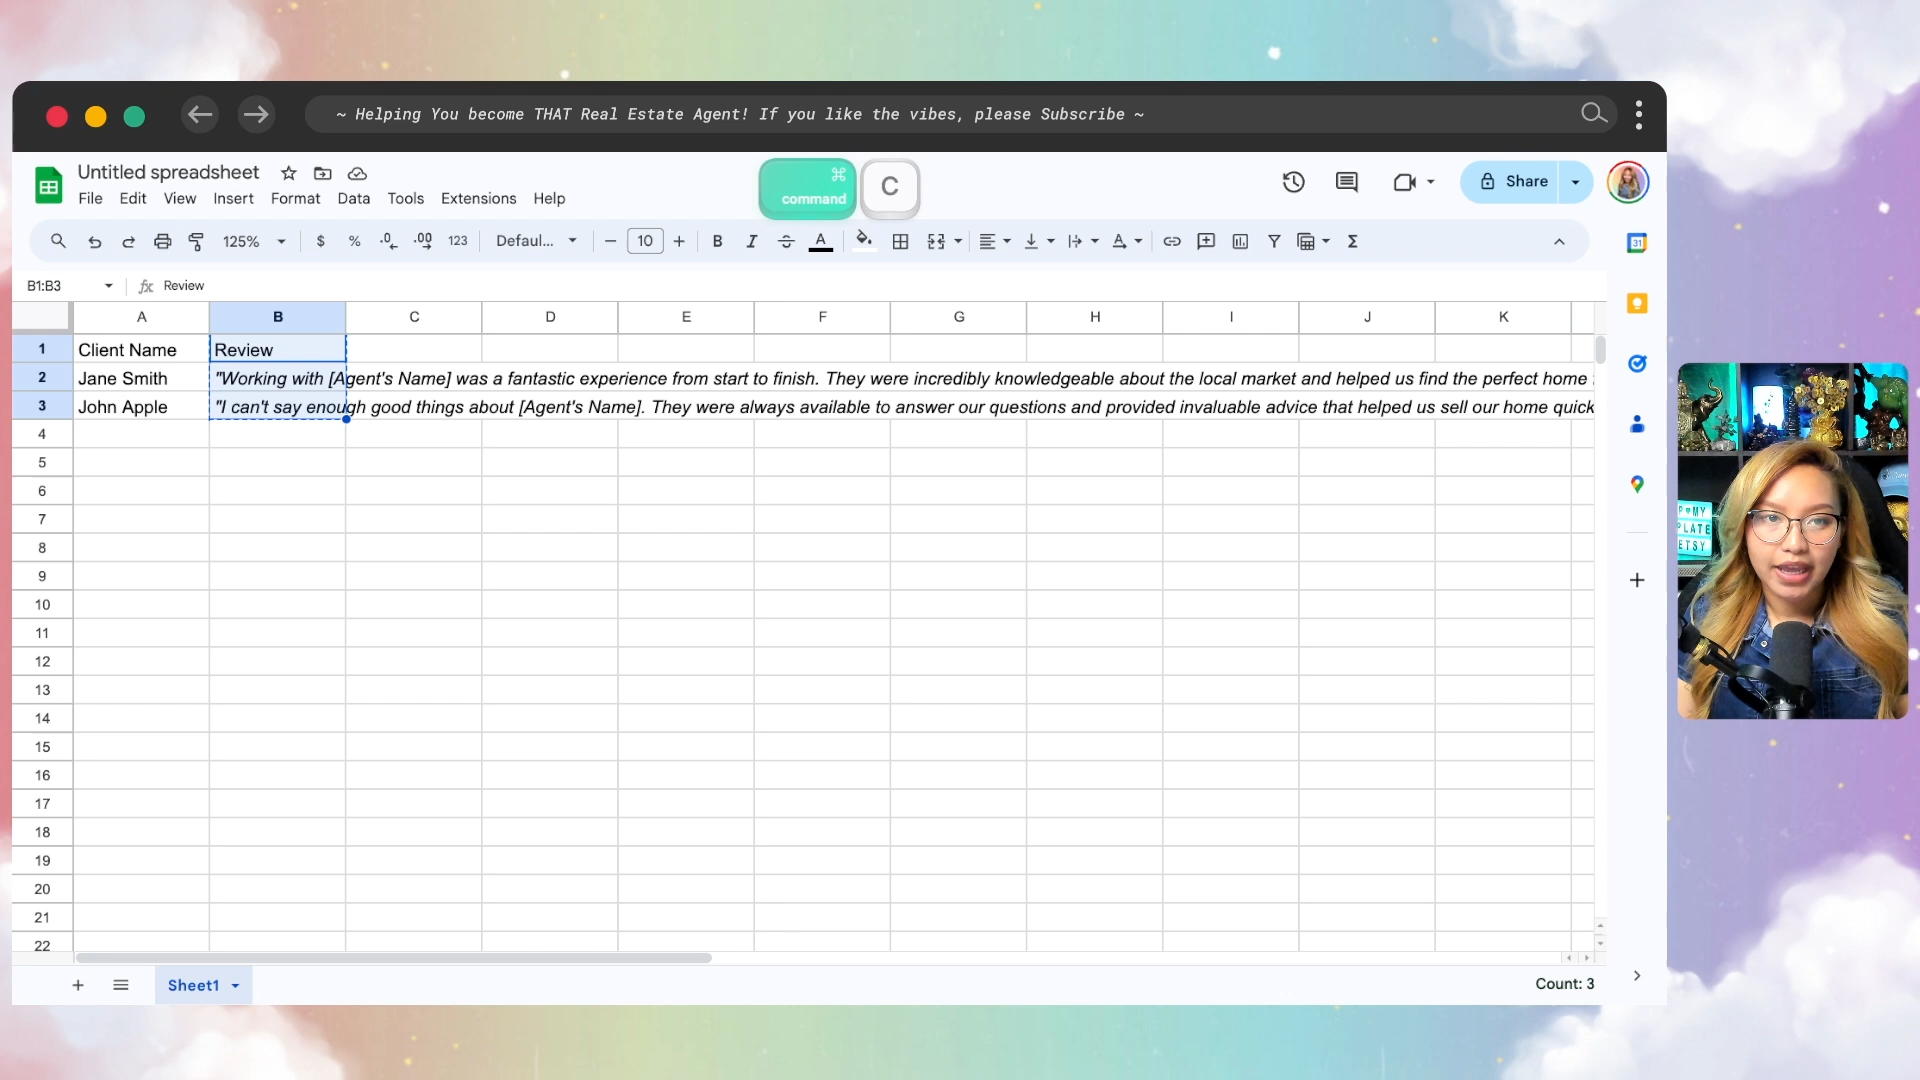 ~ Helping You become THAT Real Estate Agent! If you like the vibes, please Subscribe ~
Untitled spreadsheet
File Edit View Insert Format Data Tools Extensions Help
⌘ command C
Share
125% $ % .0 .00 123 Defaul... 10 B I A Σ
31
B1:B3 fx Review
A B C D E F G H I J K
1 Client Name Review
2 Jane Smith "Working with [Agent's Name] was a fantastic experience from start to finish. They were incredibly knowledgeable about the local market and helped us find the perfect home
3 John Apple "I can't say enough good things about [Agent's Name]. They were always available to answer our questions and provided invaluable advice that helped us sell our home quick
4
5
6
7
8
9
10
11
12
13
14
15
16
17
18
19
20
21
22
Sheet1
Count: 3
P♥MY
PLATE
ETSY